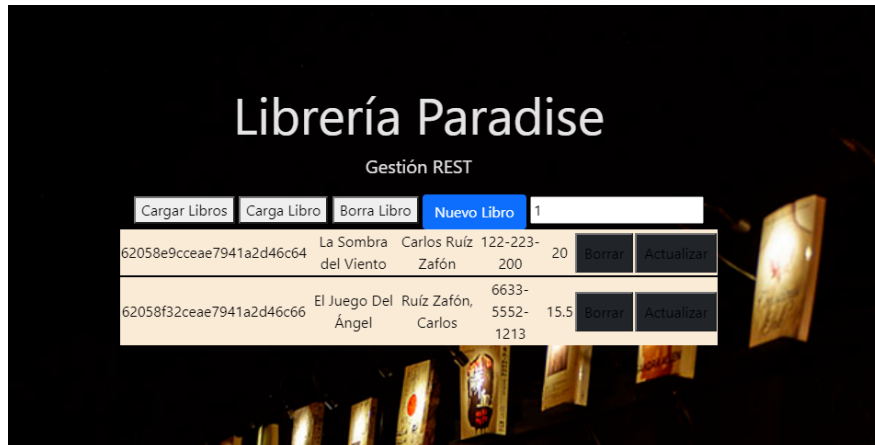 Librería Paradise
Gestión REST
Cargar Libros Carga Libro Borra Libro Nuevo Libro 1
62058e9cceae7941a2d46c64 La Sombra del Viento Carlos Ruíz Zafón 122-223-200 20 Borrar Actualizar
62058f32ceae7941a2d46c66 El Juego Del Ángel Ruíz Zafón, Carlos 6633-5552-1213 15.5 Borrar Actualizar